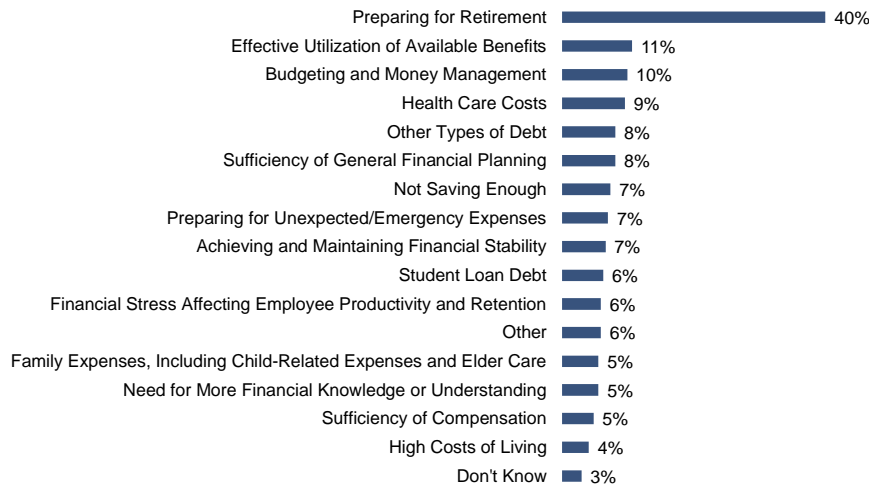 Preparing for Retirement 40%
Effective Utilization of Available Benefits 11%
Budgeting and Money Management 10%
Health Care Costs 9%
Other Types of Debt 8%
Sufficiency of General Financial Planning 8%
Not Saving Enough 7%
Preparing for Unexpected/Emergency Expenses 7%
Achieving and Maintaining Financial Stability 7%
Student Loan Debt 6%
Financial Stress Affecting Employee Productivity and Retention 6%
Other 6%
Family Expenses, Including Child-Related Expenses and Elder Care 5%
Need for More Financial Knowledge or Understanding 5%
Sufficiency of Compensation 5%
High Costs of Living 4%
Don't Know 3%